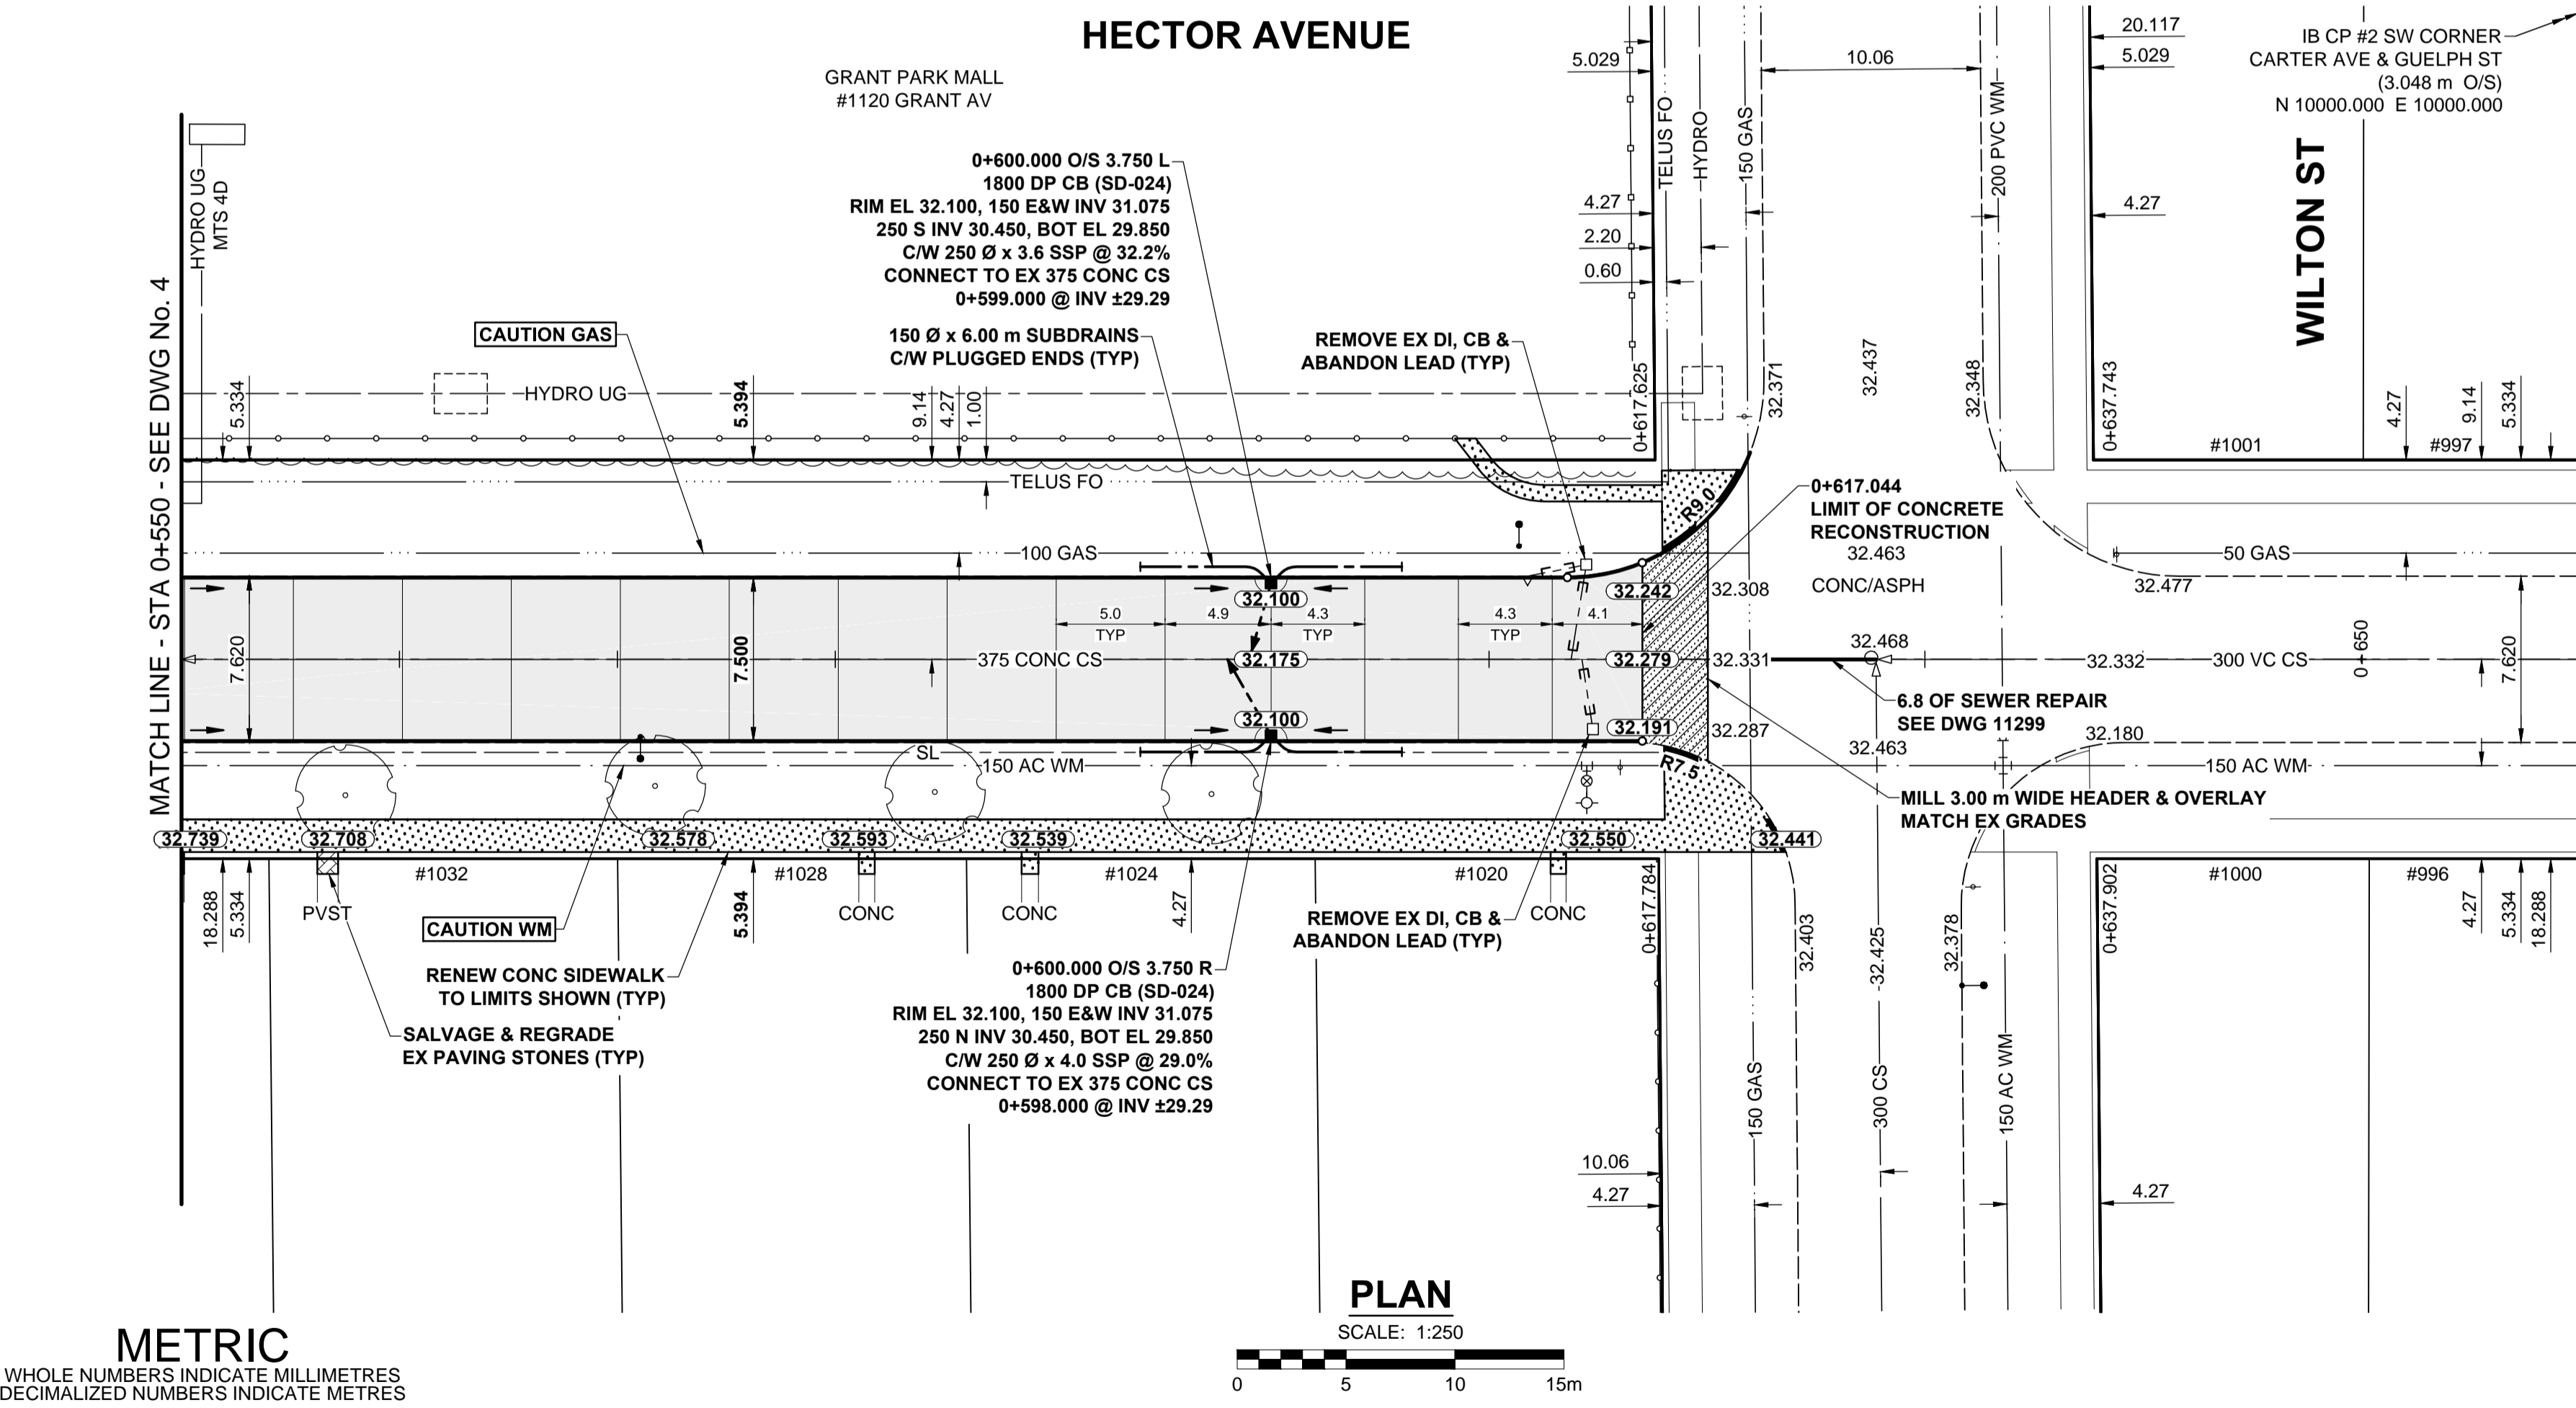 HECTOR AVENUE
GRANT PARK MALL
#1120 GRANT AV
HYDRO UG
MTS 4D
MATCH LINE - STA 0+550 - SEE DWG No. 4
0+600.000 O/S 3.750 L
1800 DP CB (SD-024)
RIM EL 32.100, 150 E&W INV 31.075
250 S INV 30.450, BOT EL 29.850
C/W 250 Ø x 3.6 SSP @ 32.2%
CONNECT TO EX 375 CONC CS
0+599.000 @ INV ±29.29
150 Ø x 6.00 m SUBDRAINS
C/W PLUGGED ENDS (TYP)
CAUTION GAS
REMOVE EX DI, CB &
ABANDON LEAD (TYP)
5.029
4.27
2.20
0.60
TELUS FO
HYDRO
150 GAS
10.06
200 PVC WM
20.117
5.029
4.27
IB CP #2 SW CORNER
CARTER AVE & GUELPH ST
(3.048 m O/S)
N 10000.000 E 10000.000
WILTON ST
5.334
HYDRO UG
5.394
9.14
4.27
1.00
0+617.625
32.371
32.437
32.348
0+637.743
#1001
4.27
9.14
#997
5.334
TELUS FO
R9.0
0+617.044
LIMIT OF CONCRETE
RECONSTRUCTION
100 GAS
32.463
50 GAS
CONC/ASPH
32.477
32.100
32.242
32.308
5.0
TYP
4.9
4.3
TYP
4.3
TYP
4.1
7.620
7.500
375 CONC CS
32.175
32.279
32.331
32.468
32.332
300 VC CS
0+650
7.620
6.8 OF SEWER REPAIR
SEE DWG 11299
32.100
32.191
32.287
32.463
32.180
SL
150 AC WM
R7.5
150 AC WM
MILL 3.00 m WIDE HEADER & OVERLAY
MATCH EX GRADES
32.739
32.708
32.578
32.593
32.539
32.550
32.441
#1032
#1028
#1024
#1020
#1000
#996
18.288
5.334
PVST
5.394
CONC
CONC
4.27
CONC
0+617.784
32.403
32.425
32.378
0+637.902
4.27
5.334
18.288
CAUTION WM
RENEW CONC SIDEWALK
TO LIMITS SHOWN (TYP)
SALVAGE & REGRADE
EX PAVING STONES (TYP)
REMOVE EX DI, CB &
ABANDON LEAD (TYP)
0+600.000 O/S 3.750 R
1800 DP CB (SD-024)
RIM EL 32.100, 150 E&W INV 31.075
250 N INV 30.450, BOT EL 29.850
C/W 250 Ø x 4.0 SSP @ 29.0%
CONNECT TO EX 375 CONC CS
0+598.000 @ INV ±29.29
150 GAS
300 CS
150 AC WM
10.06
4.27
4.27
PLAN
SCALE: 1:250
0 5 10 15m
METRIC
WHOLE NUMBERS INDICATE MILLIMETRES
DECIMALIZED NUMBERS INDICATE METRES